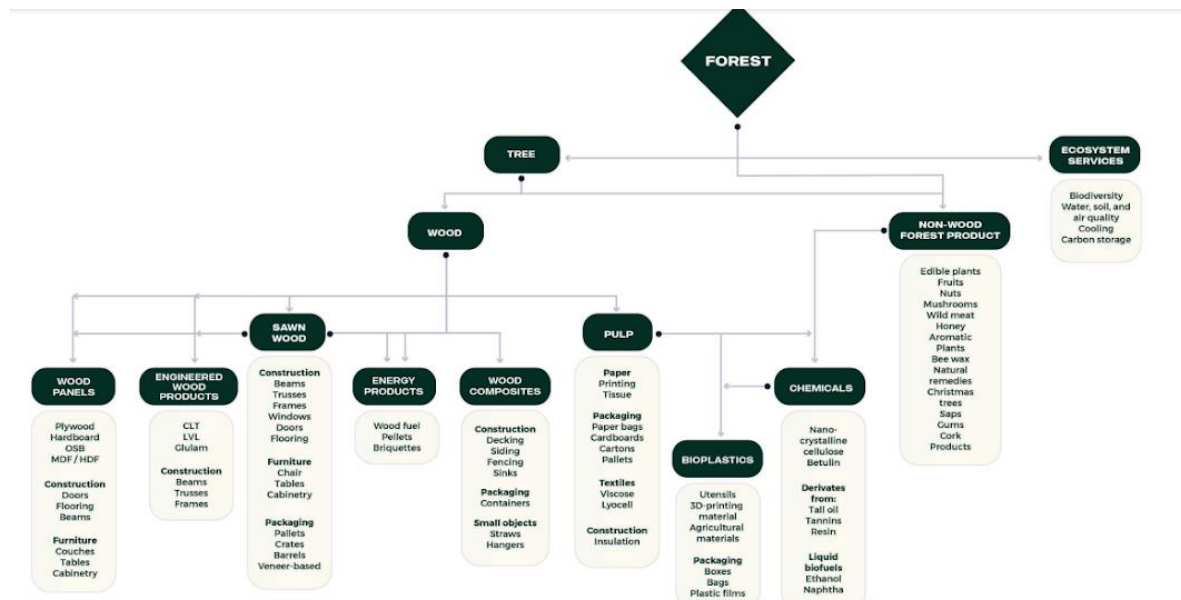 FOREST
TREE
ECOSYSTEM
SERVICES
Biodiversity
Water, soil, and
air quality
Cooling
Carbon storage
WOOD
NON-WOOD
FOREST PRODUCT
Edible plants
Fruits
Nuts
Mushrooms
Wild meat
Honey
Aromatic
Plants
Bee wax
Natural
remedies
Christmas
trees
Saps
Gums
Cork
Products
WOOD
PANELS
Plywood
Hardboard
OSB
MDF / HDF
Construction
Doors
Flooring
Beams
Furniture
Couches
Tables
Cabinetry
ENGINEERED
WOOD
PRODUCTS
CLT
LVL
Glulam
Construction
Beams
Trusses
Frames
SAWN
WOOD
Construction
Beams
Trusses
Frames
Windows
Doors
Flooring
Furniture
Chair
Tables
Cabinetry
Packaging
Pallets
Crates
Barrels
Veneer-based
ENERGY
PRODUCTS
Wood fuel
Pellets
Briquettes
WOOD
COMPOSITES
Construction
Decking
Siding
Fencing
Sinks
Packaging
Containers
Small objects
Straws
Hangers
PULP
Paper
Printing
Tissue
Packaging
Paper bags
Cardboards
Cartons
Pallets
Textiles
Viscose
Lyocell
Construction
Insulation
BIOPLASTICS
Utensils
3D-printing
material
Agricultural
materials
Packaging
Boxes
Bags
Plastic films
CHEMICALS
Nano-
crystalline
cellulose
Betulin
Derivates
from:
Tall oil
Tannins
Resin
Liquid
biofuels
Ethanol
Naphtha